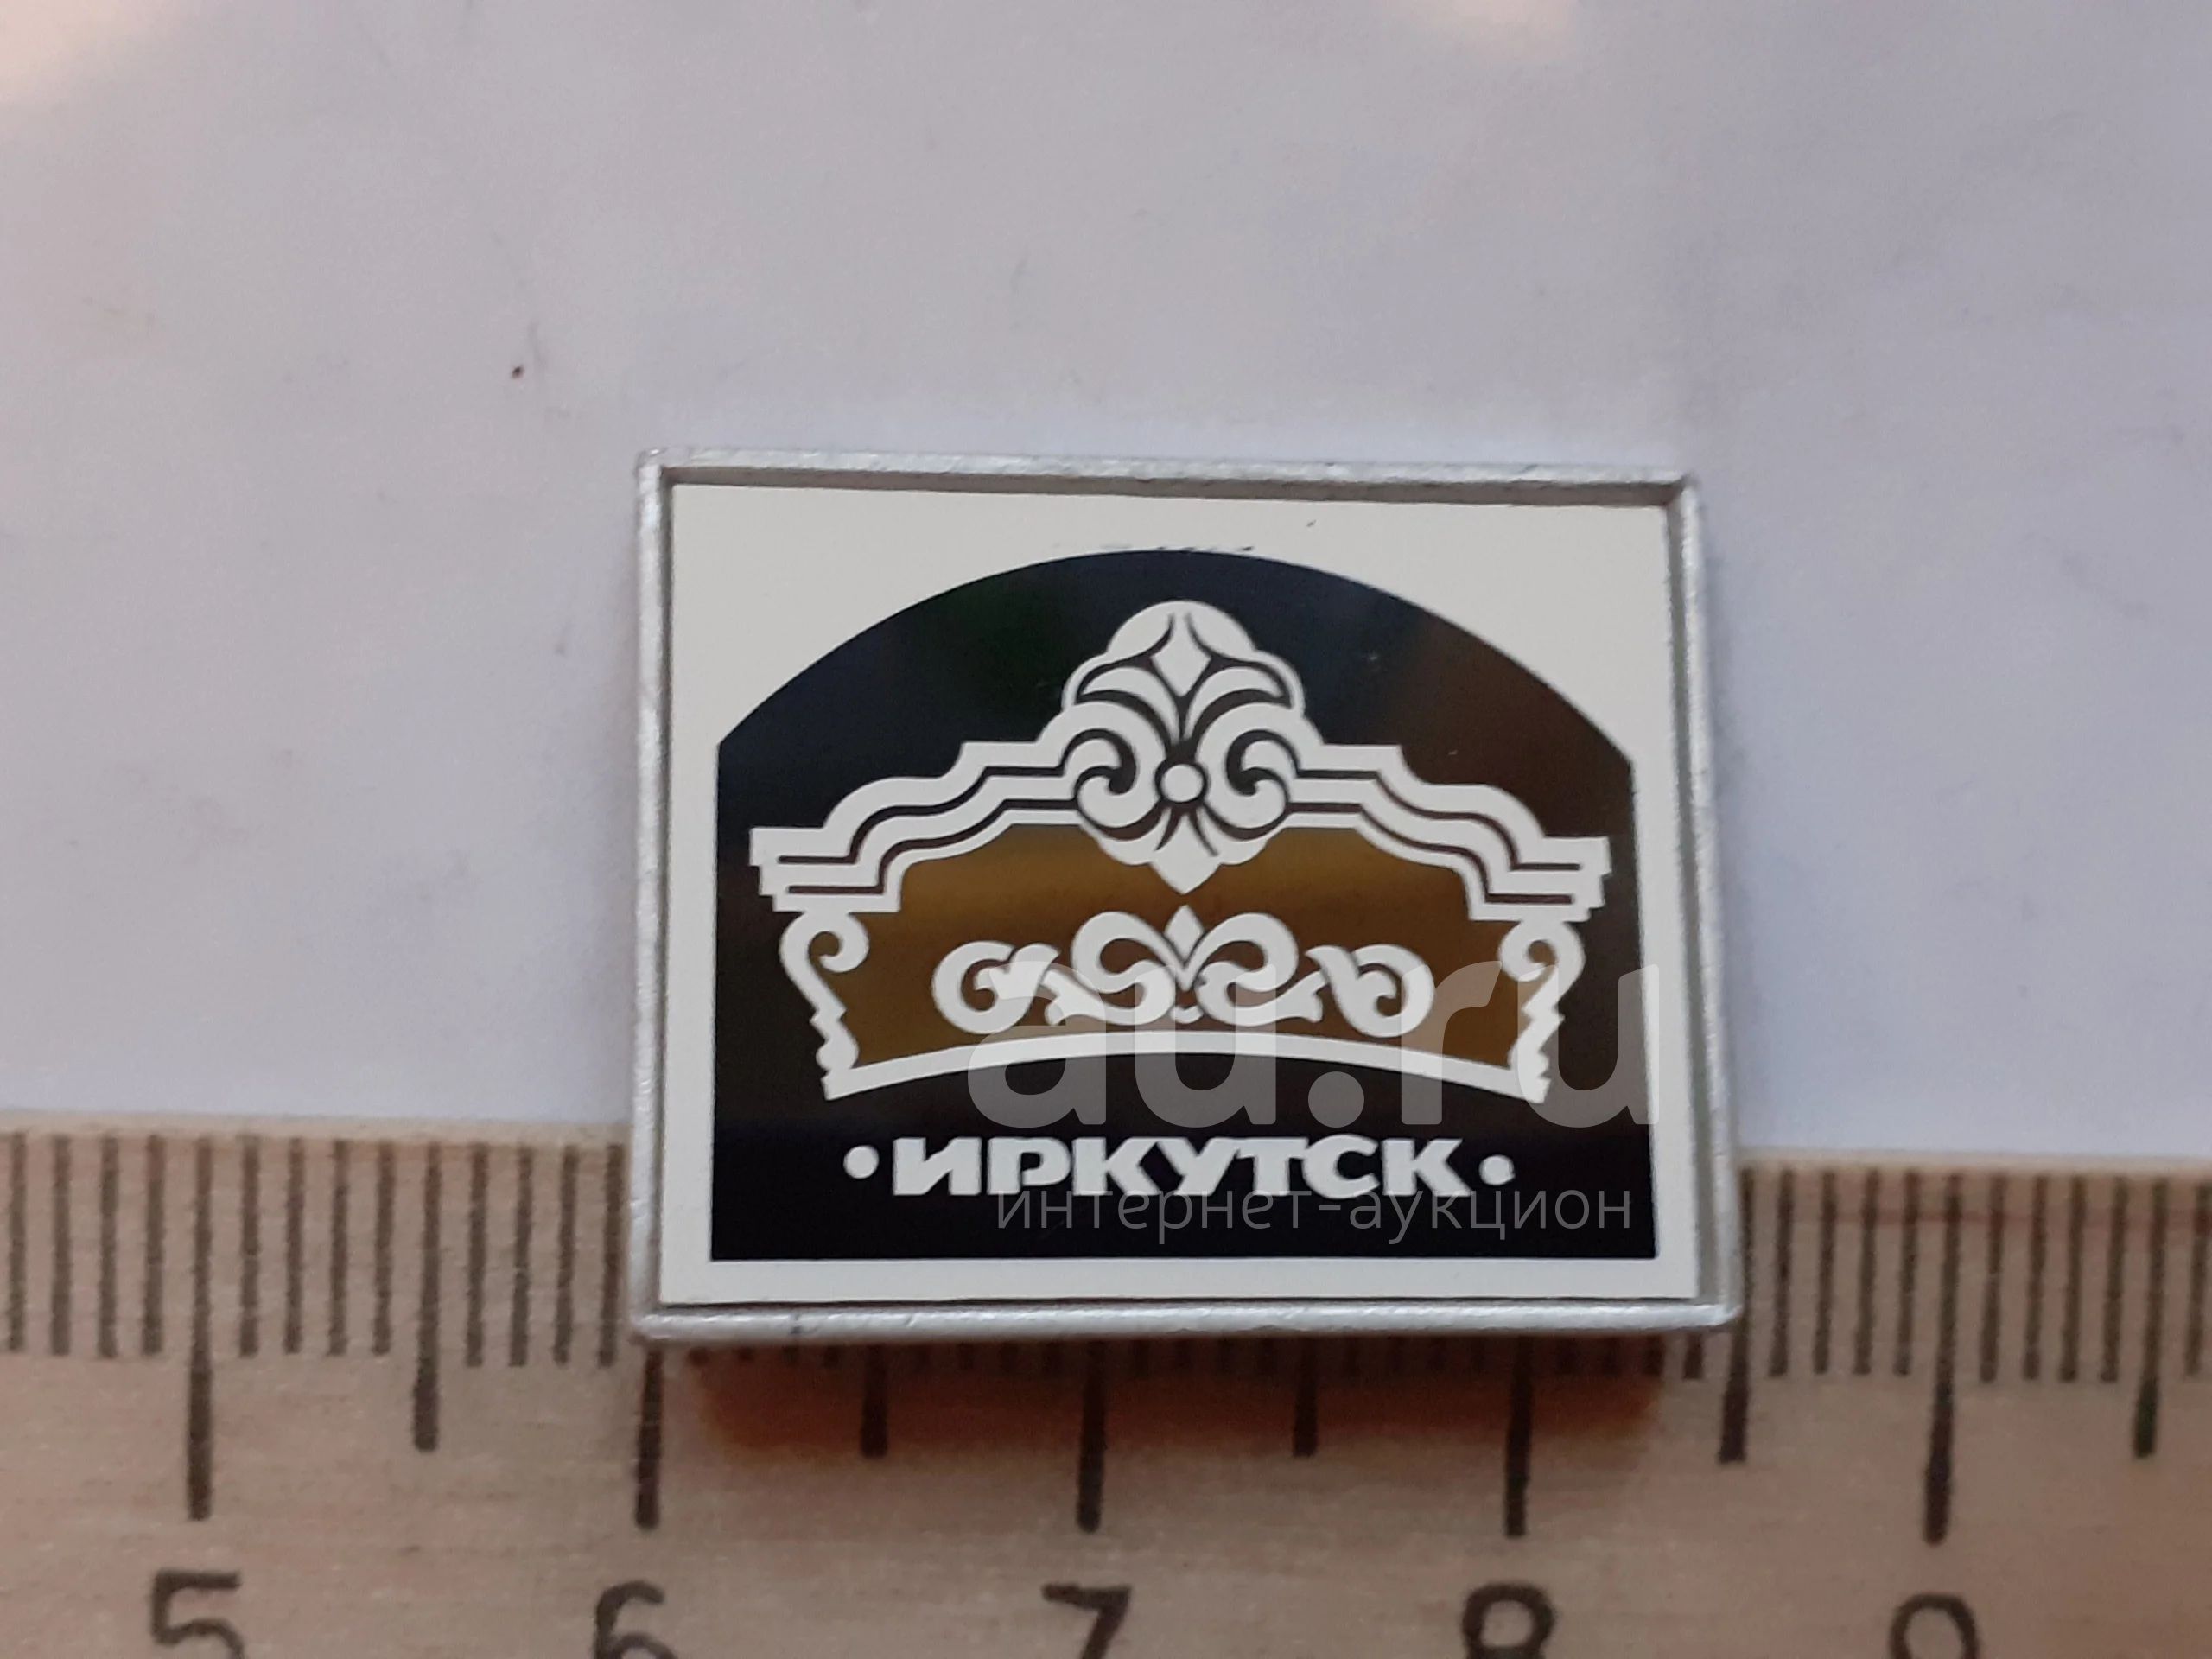 •ИРКУТСК•
au.ru
интернет-аукцион
5 6 7 8 9